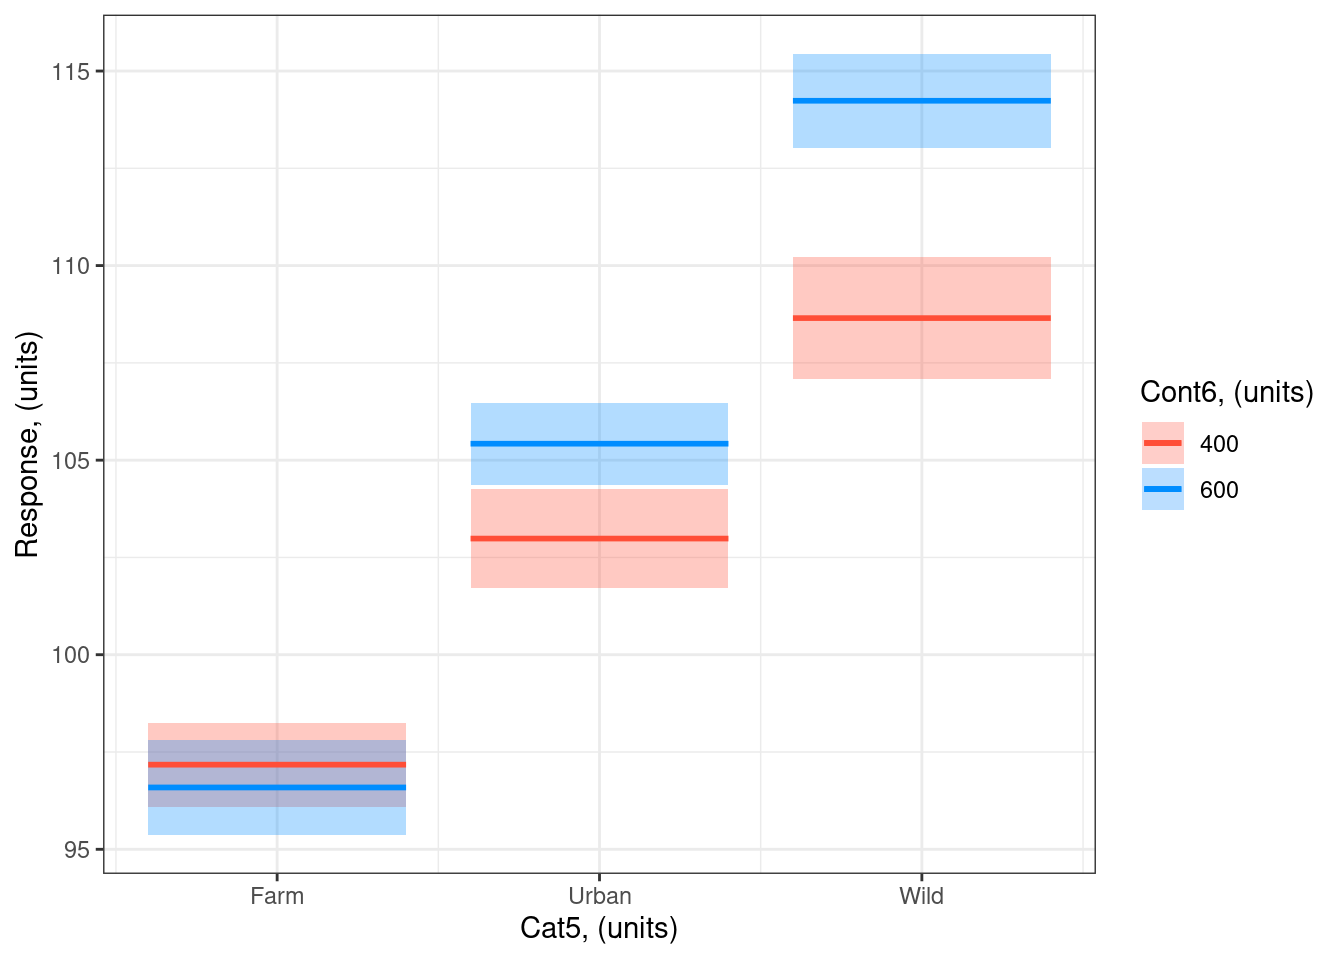 115
110
105
100
95
Response, (units)
Farm
Urban
Wild
Cat5, (units)
Cont6, (units)
400
600